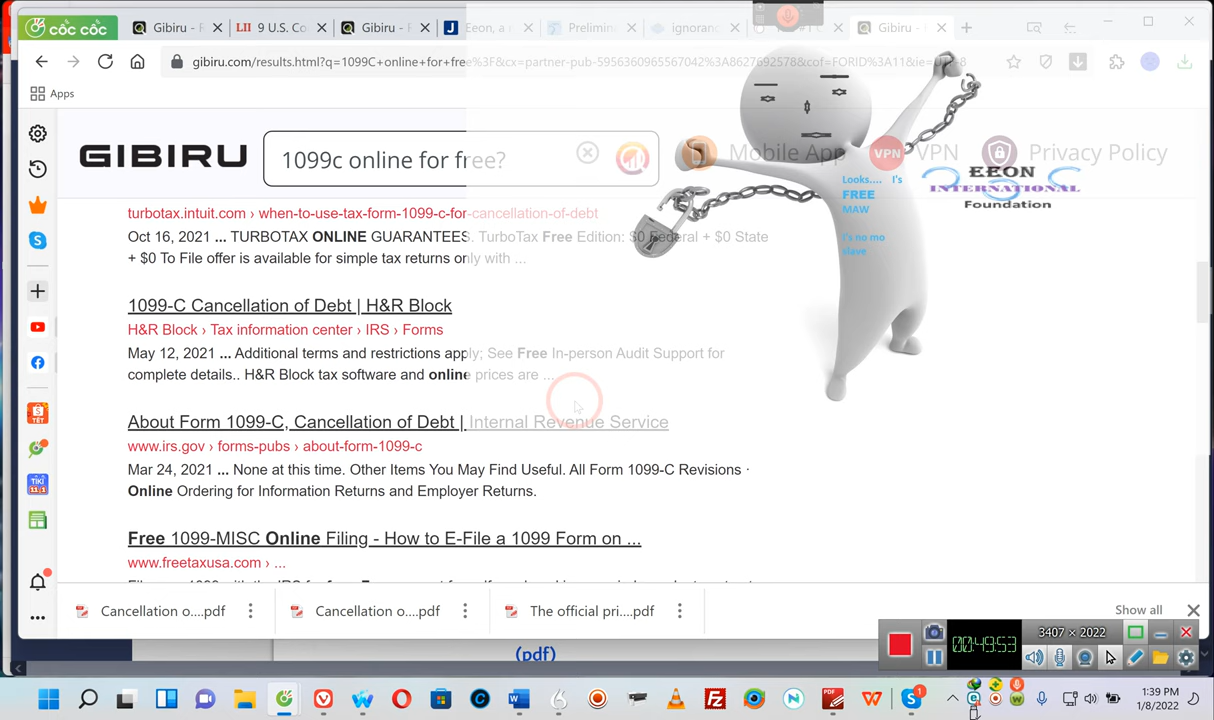 cốc cốc
Gibiru - F
LII 9 U.S. Co
Gibiru - F
Eeon, a
Prelimin
ignoranc
Gibiru -
gibiru.com/results.html?q=1099C+online+for+free%3F&cx=partner-pub-5956360965567042%3A8627692578&cof=FORID%3A11&ie=
Apps
GIBIRU
1099c online for free?
Mobile App
VPN
VPN
Privacy Policy
Looks.... I's
FREE
MAW
I's no mo
slave
EEON
INTERNATIONAL
Foundation
turbotax.intuit.com › when-to-use-tax-form-1099-c-for-cancellation-of-debt
Oct 16, 2021 ... TURBOTAX ONLINE GUARANTEES. TurboTax Free Edition: $0 Federal + $0 State
+ $0 To File offer is available for simple tax returns only with ...
1099-C Cancellation of Debt | H&R Block
H&R Block › Tax information center › IRS › Forms
May 12, 2021 ... Additional terms and restrictions apply; See Free In-person Audit Support for
complete details.. H&R Block tax software and online prices are ...
About Form 1099-C, Cancellation of Debt | Internal Revenue Service
www.irs.gov › forms-pubs › about-form-1099-c
Mar 24, 2021 ... None at this time. Other Items You May Find Useful. All Form 1099-C Revisions ·
Online Ordering for Information Returns and Employer Returns.
Free 1099-MISC Online Filing - How to E-File a 1099 Form on ...
www.freetaxusa.com › ...
Cancellation o....pdf
Cancellation o....pdf
The official pri....pdf
Show all
(pdf)
00:49:53
3407 × 2022
1:39 PM
1/8/2022